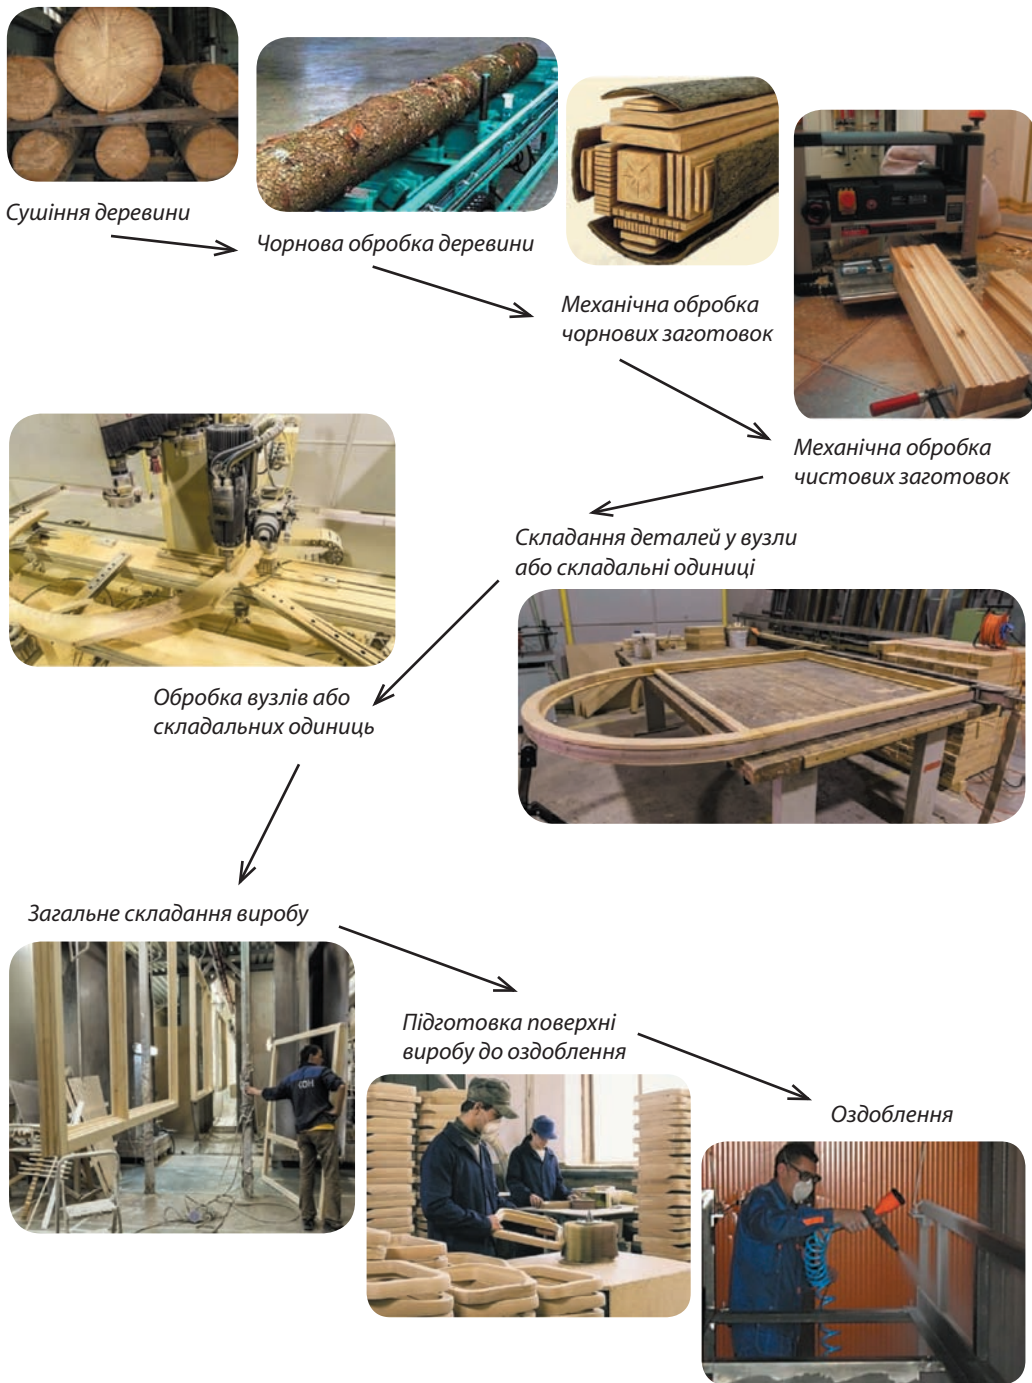 Сушіння деревини
Чорнова обробка деревини
Механічна обробка
чорнових заготовок
Механічна обробка
чистових заготовок
Складання деталей у вузли
або складальні одиниці
Обробка вузлів або
складальних одиниць
Загальне складання виробу
Підготовка поверхні
виробу до оздоблення
Оздоблення